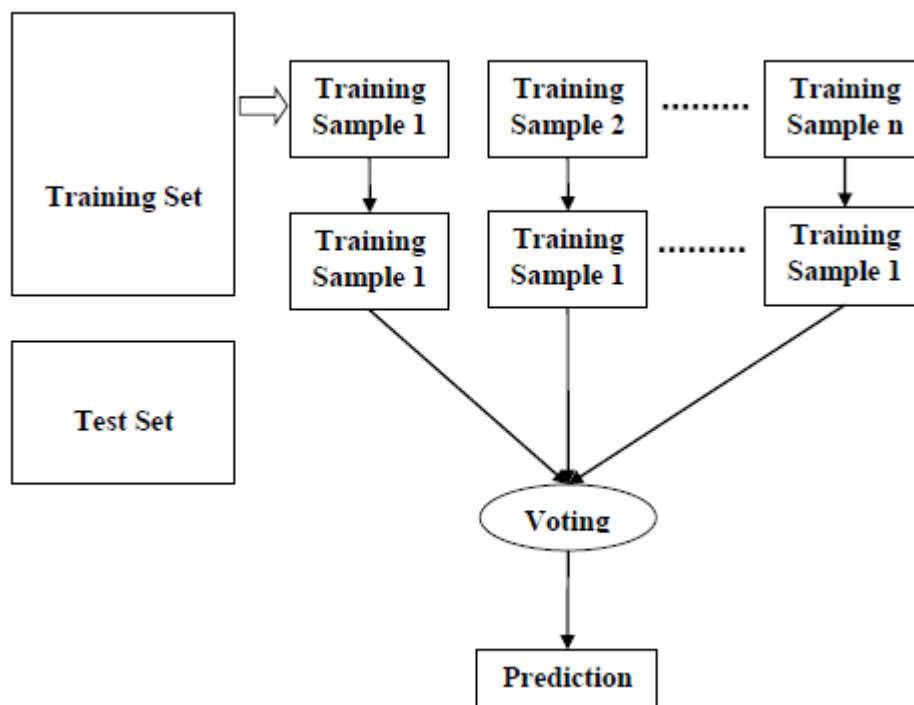 Training
Sample 1
Training
Sample 2
Training
Sample n
Training Set
Training
Sample 1
Training
Sample 1
Training
Sample 1
Test Set
Voting
Prediction